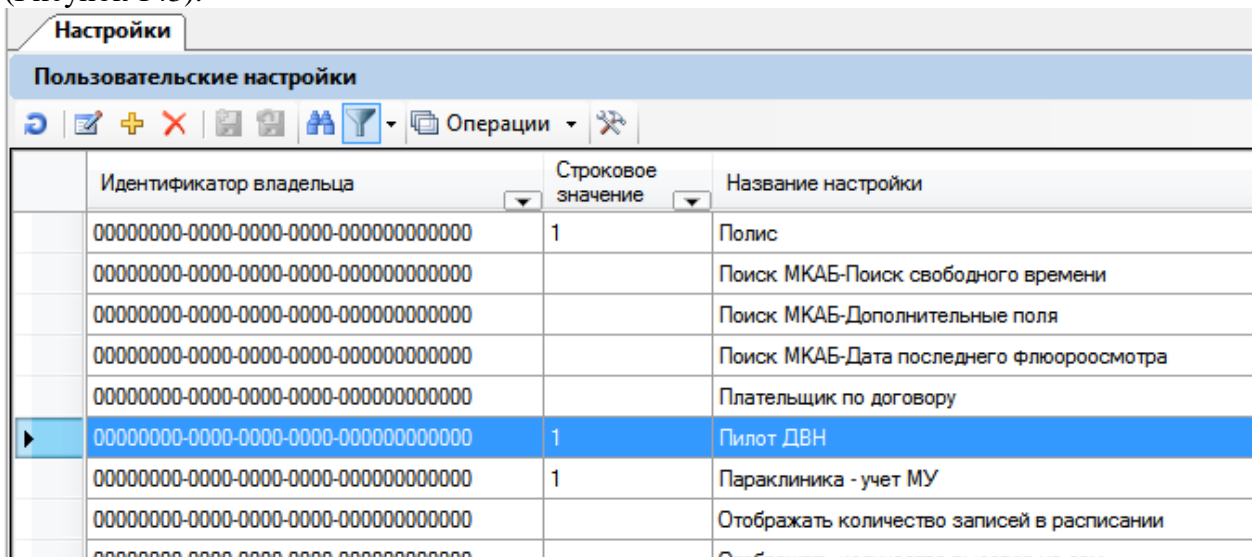 Настройки
Пользовательские настройки
Операции
Идентификатор владельца
Строковое
значение
Название настройки
00000000-0000-0000-0000-000000000000 1 Полис
00000000-0000-0000-0000-000000000000 Поиск МКАБ-Поиск свободного времени
00000000-0000-0000-0000-000000000000 Поиск МКАБ-Дополнительные поля
00000000-0000-0000-0000-000000000000 Поиск МКАБ-Дата последнего флюороосмотра
00000000-0000-0000-0000-000000000000 Плательщик по договору
00000000-0000-0000-0000-000000000000 1 Пилот ДВН
00000000-0000-0000-0000-000000000000 1 Параклиника - учет МУ
00000000-0000-0000-0000-000000000000 Отображать количество записей в расписании